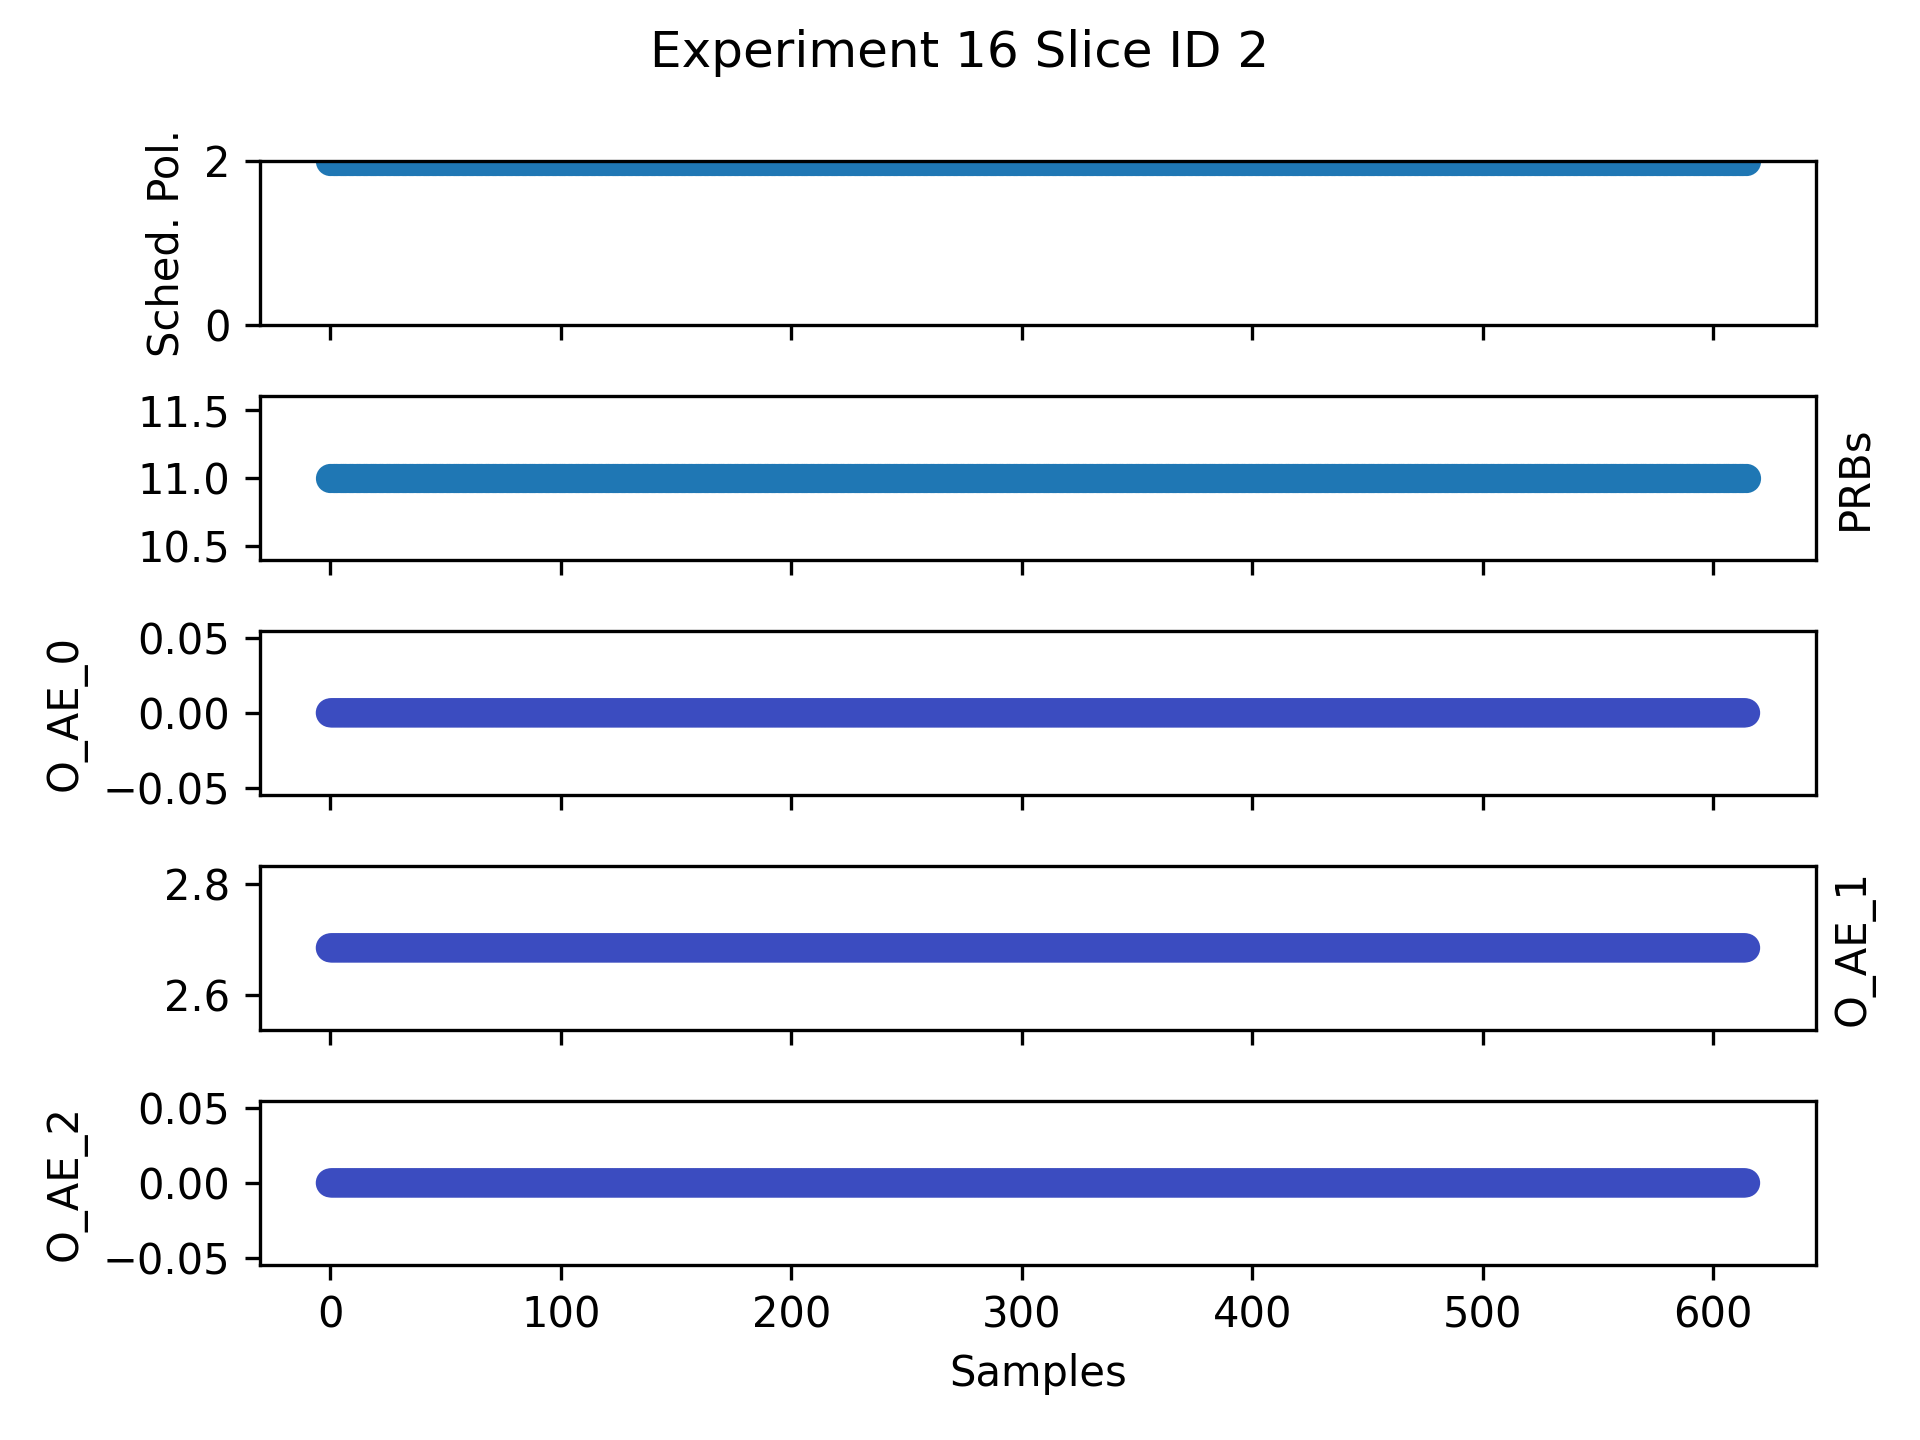 Experiment 16 Slice ID 2
Sched. Pol.
2
0
11.5
11.0
10.5
PRBs
O_AE_0
0.05
0.00
−0.05
2.8
2.6
O_AE_1
O_AE_2
0.05
0.00
−0.05
0 100 200 300 400 500 600
Samples